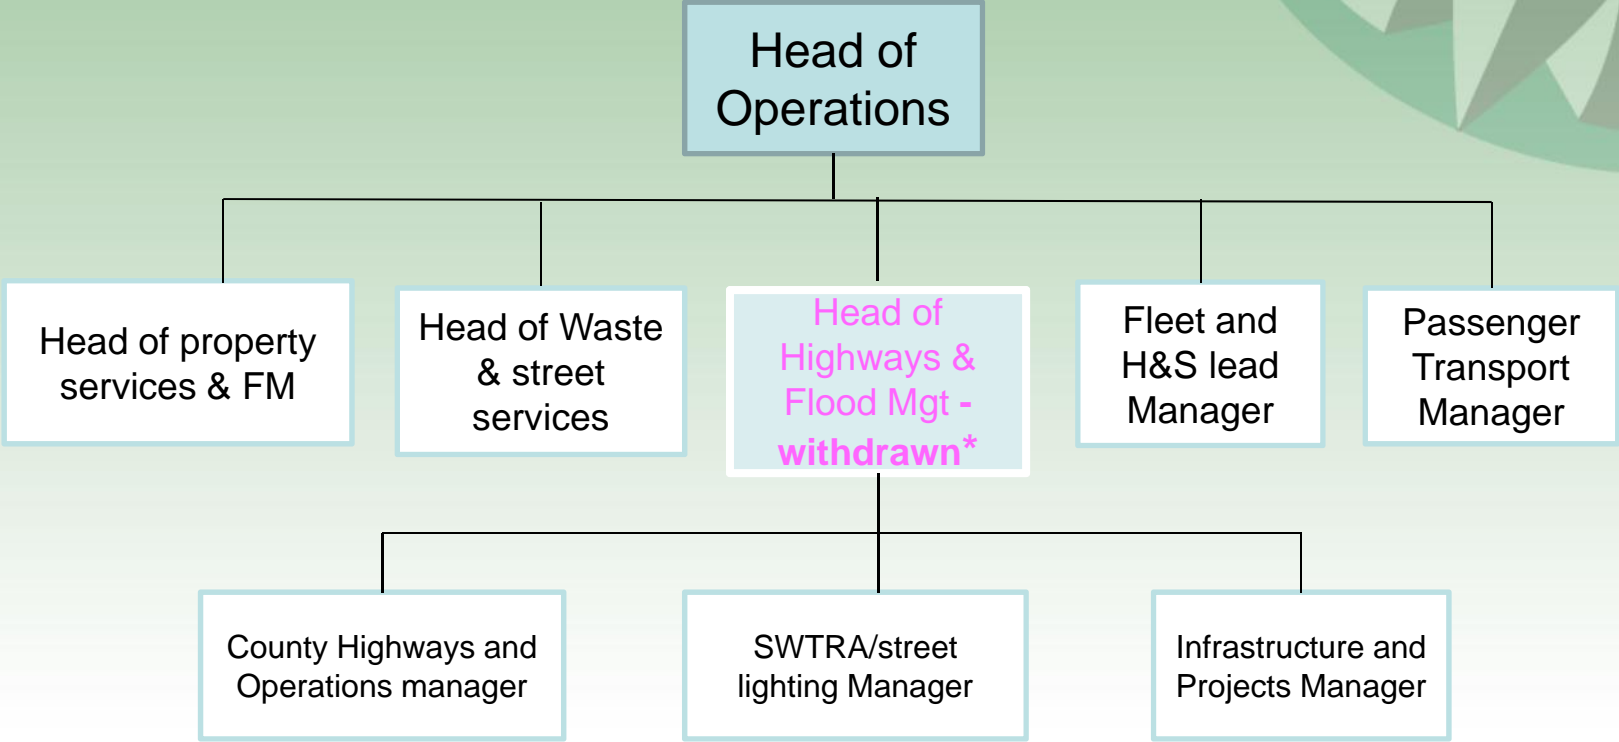 Head of
Operations
Head of property
services & FM
Head of Waste
& street
services
Head of
Highways &
Flood Mgt -
withdrawn*
Fleet and
H&S lead
Manager
Passenger
Transport
Manager
County Highways and
Operations manager
SWTRA/street
lighting Manager
Infrastructure and
Projects Manager